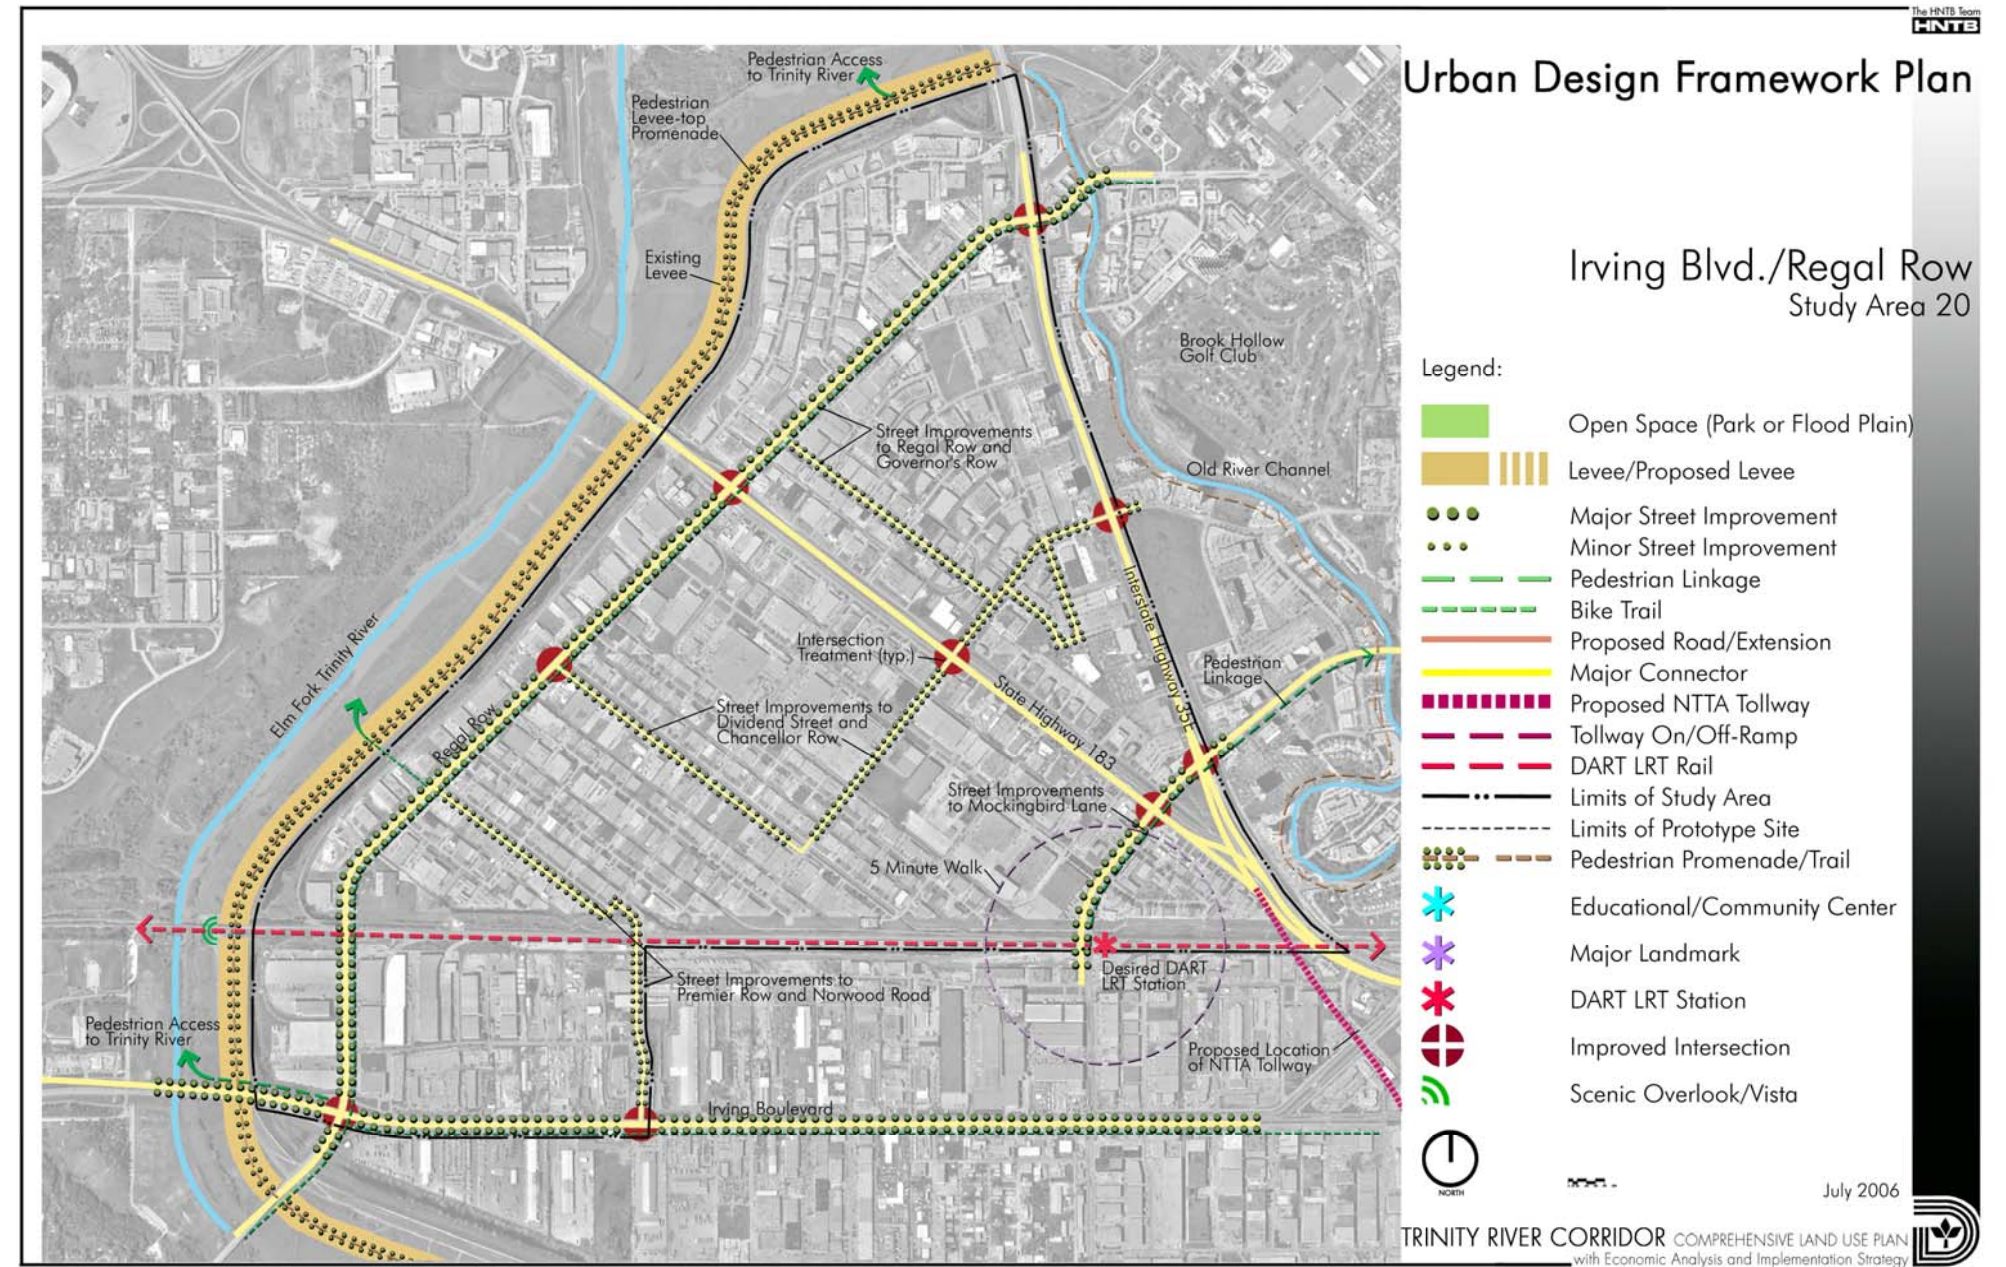 The HNTB Team
HNTB
Urban Design Framework Plan
Irving Blvd./Regal Row
Study Area 20
Pedestrian Access
to Trinity River
Pedestrian
Levee-top
Promenade
Existing
Levee
Brook Hollow
Golf Club
Street Improvements
to Regal Row and
Governor's Row
Old River Channel
Elm Fork Trinity River
Intersection
Treatment (typ.)
Interstate Highway 35E
Pedestrian
Linkage
State Highway 183
Regal Row
Street Improvements to
Dividend Street and
Chancellor Row
Street Improvements
to Mockingbird Lane
5 Minute Walk
Desired DART
LRT Station
Street Improvements to
Premier Row and Norwood Road
Pedestrian Access
to Trinity River
Proposed Location
of NTTA Tollway
Irving Boulevard
Legend:
Open Space (Park or Flood Plain)
Levee/Proposed Levee
Major Street Improvement
Minor Street Improvement
Pedestrian Linkage
Bike Trail
Proposed Road/Extension
Major Connector
Proposed NTTA Tollway
Tollway On/Off-Ramp
DART LRT Rail
Limits of Study Area
Limits of Prototype Site
Pedestrian Promenade/Trail
Educational/Community Center
Major Landmark
DART LRT Station
Improved Intersection
Scenic Overlook/Vista
NORTH
July 2006
TRINITY RIVER CORRIDOR COMPREHENSIVE LAND USE PLAN
with Economic Analysis and Implementation Strategy